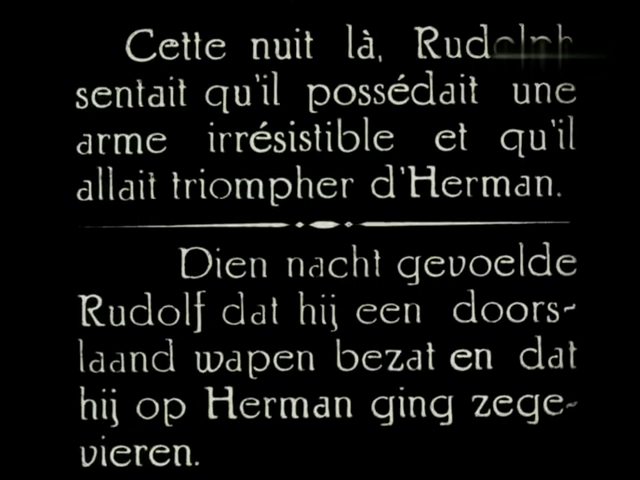 Cette nuit là, Rudolph
sentait qu'il possédait une
arme irrésistible et qu'il
allait triompher d'Herman.
Dien nacht gevoelde
Rudolf dat hij een doors-
laand wapen bezat en dat
hij op Herman ging zege-
vieren.